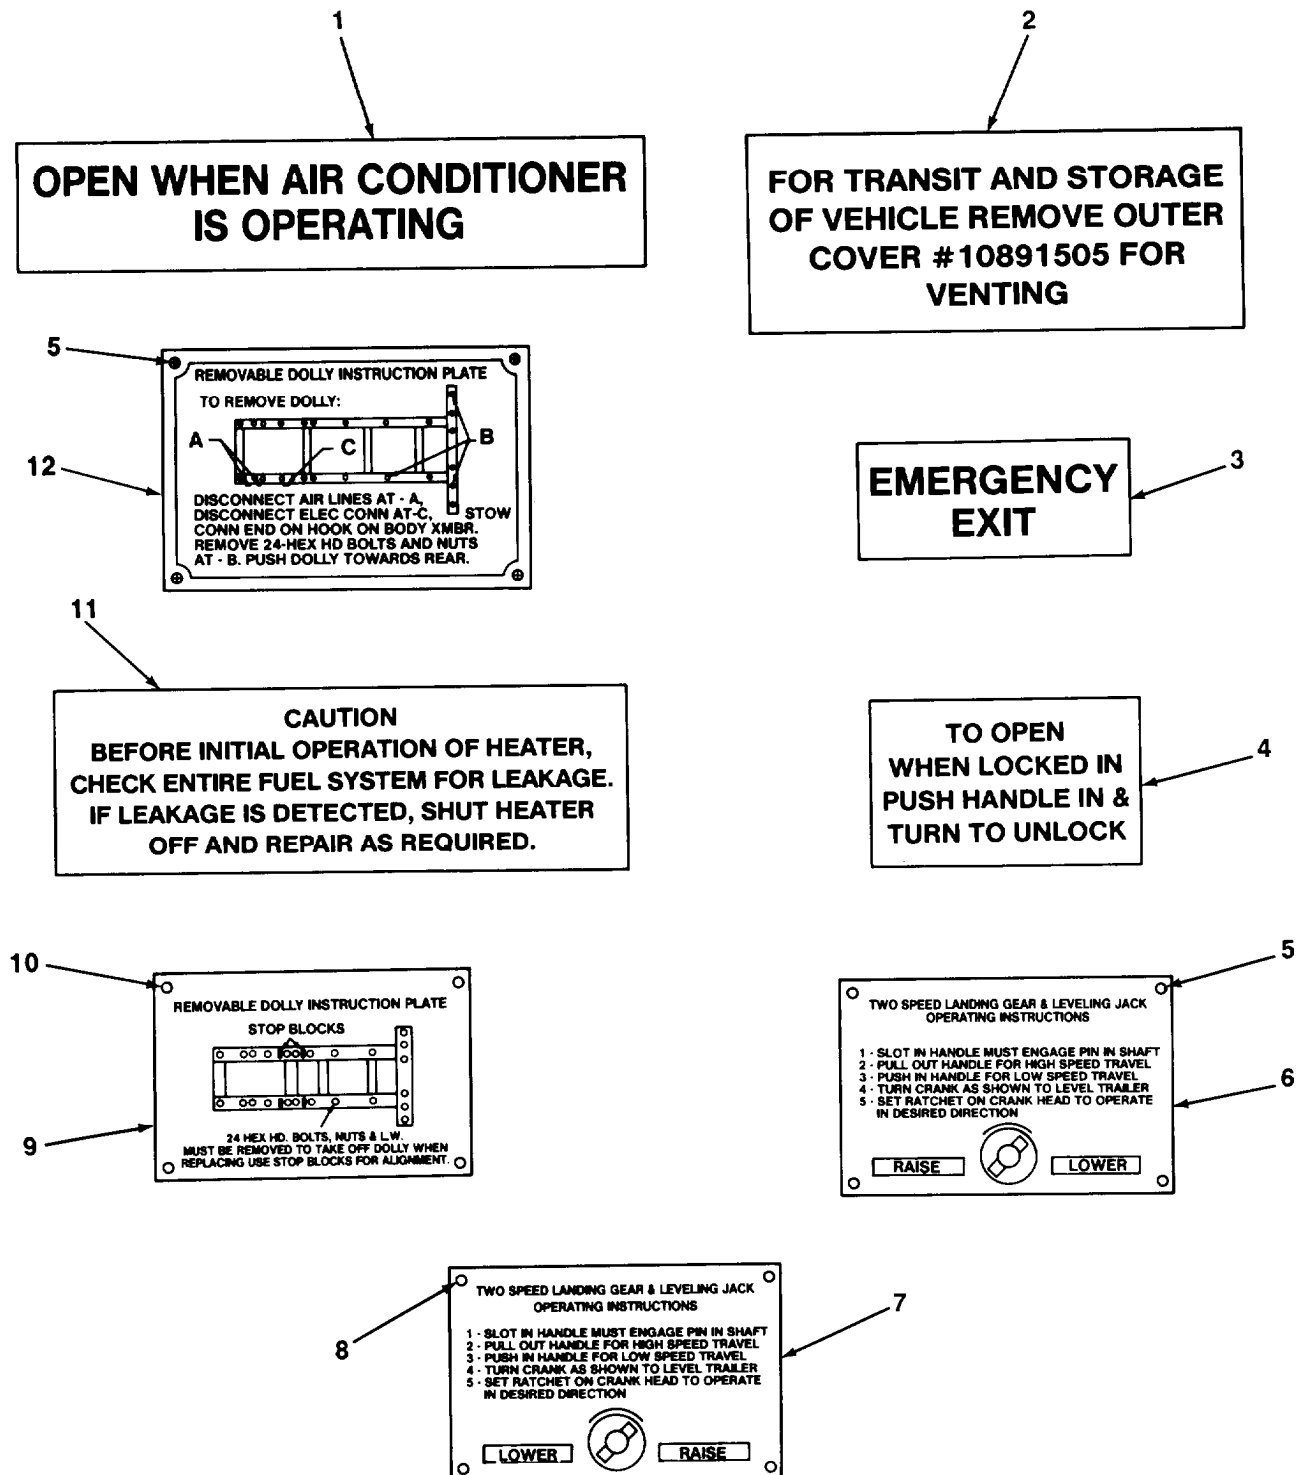 1
2
OPEN WHEN AIR CONDITIONER
IS OPERATING
FOR TRANSIT AND STORAGE
OF VEHICLE REMOVE OUTER
COVER #10891505 FOR
VENTING
5
REMOVABLE DOLLY INSTRUCTION PLATE
TO REMOVE DOLLY:
A
C
B
12
DISCONNECT AIR LINES AT - A,
DISCONNECT ELEC CONN AT-C, STOW
CONN END ON HOOK ON BODY XMBR.
REMOVE 24-HEX HD BOLTS AND NUTS
AT - B. PUSH DOLLY TOWARDS REAR.
EMERGENCY
EXIT
3
11
CAUTION
BEFORE INITIAL OPERATION OF HEATER,
CHECK ENTIRE FUEL SYSTEM FOR LEAKAGE.
IF LEAKAGE IS DETECTED, SHUT HEATER
OFF AND REPAIR AS REQUIRED.
TO OPEN
WHEN LOCKED IN
PUSH HANDLE IN &
TURN TO UNLOCK
4
10
REMOVABLE DOLLY INSTRUCTION PLATE
STOP BLOCKS
24 HEX HD. BOLTS, NUTS & L.W.
MUST BE REMOVED TO TAKE OFF DOLLY WHEN
REPLACING USE STOP BLOCKS FOR ALIGNMENT.
9
5
TWO SPEED LANDING GEAR & LEVELING JACK
OPERATING INSTRUCTIONS
1 - SLOT IN HANDLE MUST ENGAGE PIN IN SHAFT
2 - PULL OUT HANDLE FOR HIGH SPEED TRAVEL
3 - PUSH IN HANDLE FOR LOW SPEED TRAVEL
4 - TURN CRANK AS SHOWN TO LEVEL TRAILER
5 - SET RATCHET ON CRANK HEAD TO OPERATE
IN DESIRED DIRECTION
RAISE
LOWER
6
8
TWO SPEED LANDING GEAR & LEVELING JACK
OPERATING INSTRUCTIONS
1 - SLOT IN HANDLE MUST ENGAGE PIN IN SHAFT
2 - PULL OUT HANDLE FOR HIGH SPEED TRAVEL
3 - PUSH IN HANDLE FOR LOW SPEED TRAVEL
4 - TURN CRANK AS SHOWN TO LEVEL TRAILER
5 - SET RATCHET ON CRANK HEAD TO OPERATE
IN DESIRED DIRECTION
LOWER
RAISE
7